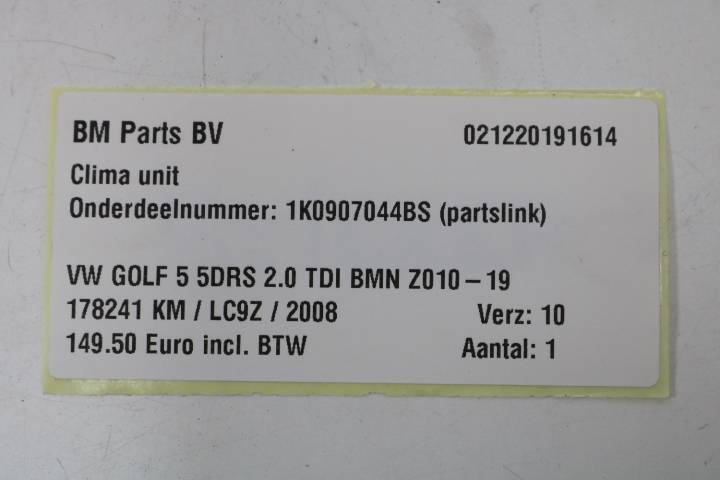 BM Parts BV 021220191614
Clima unit
Onderdeelnummer: 1K0907044BS (partslink)
VW GOLF 5 5DRS 2.0 TDI BMN Z010 – 19
178241 KM / LC9Z / 2008 Verz: 10
149.50 Euro incl. BTW Aantal: 1